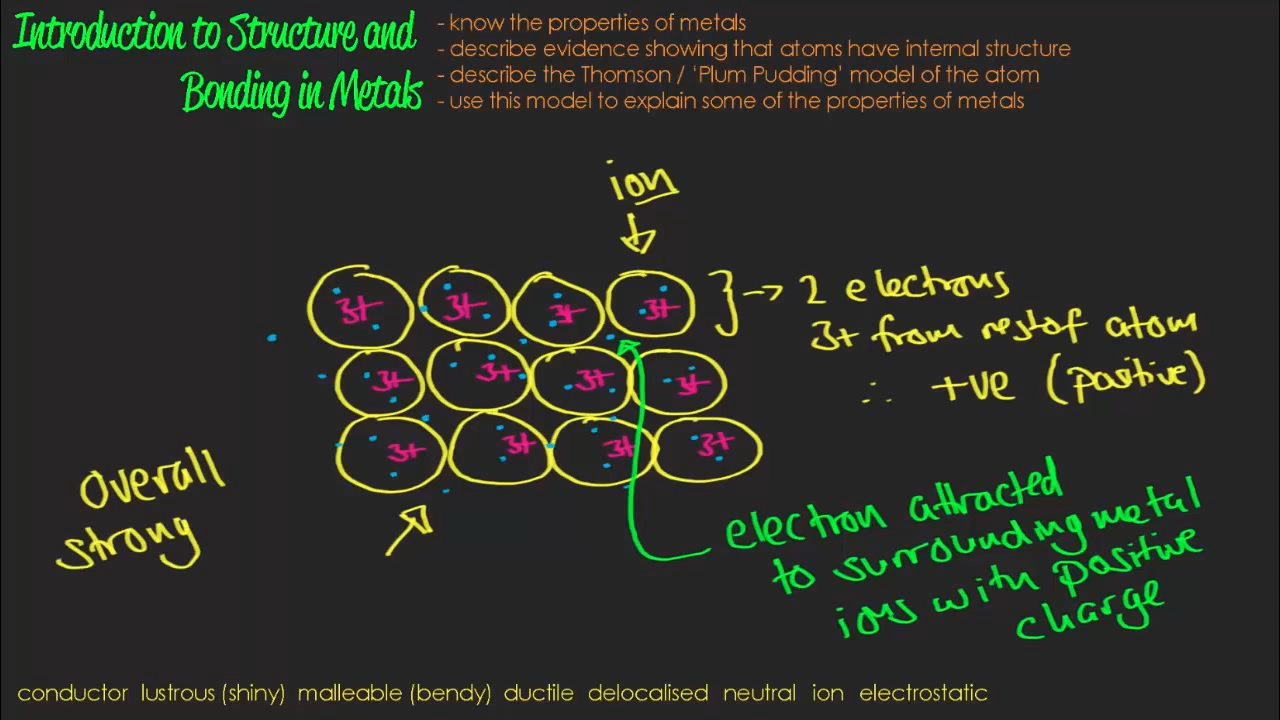 Introduction to Structure and
Bonding in Metals
- know the properties of metals
- describe evidence showing that atoms have internal structure
- describe the Thomson / ‘Plum Pudding’ model of the atom
- use this model to explain some of the properties of metals
ion
3+ 3+ 3+ 3+
3+ 3+ 3+ 3+
3+ 3+ 3+ 3+
2 electrons
3+ from rest of atom
∴ +ve (positive)
Overall
strong
electron attracted
to surrounding metal
ions with positive
charge
conductor lustrous (shiny) malleable (bendy) ductile delocalised neutral ion electrostatic